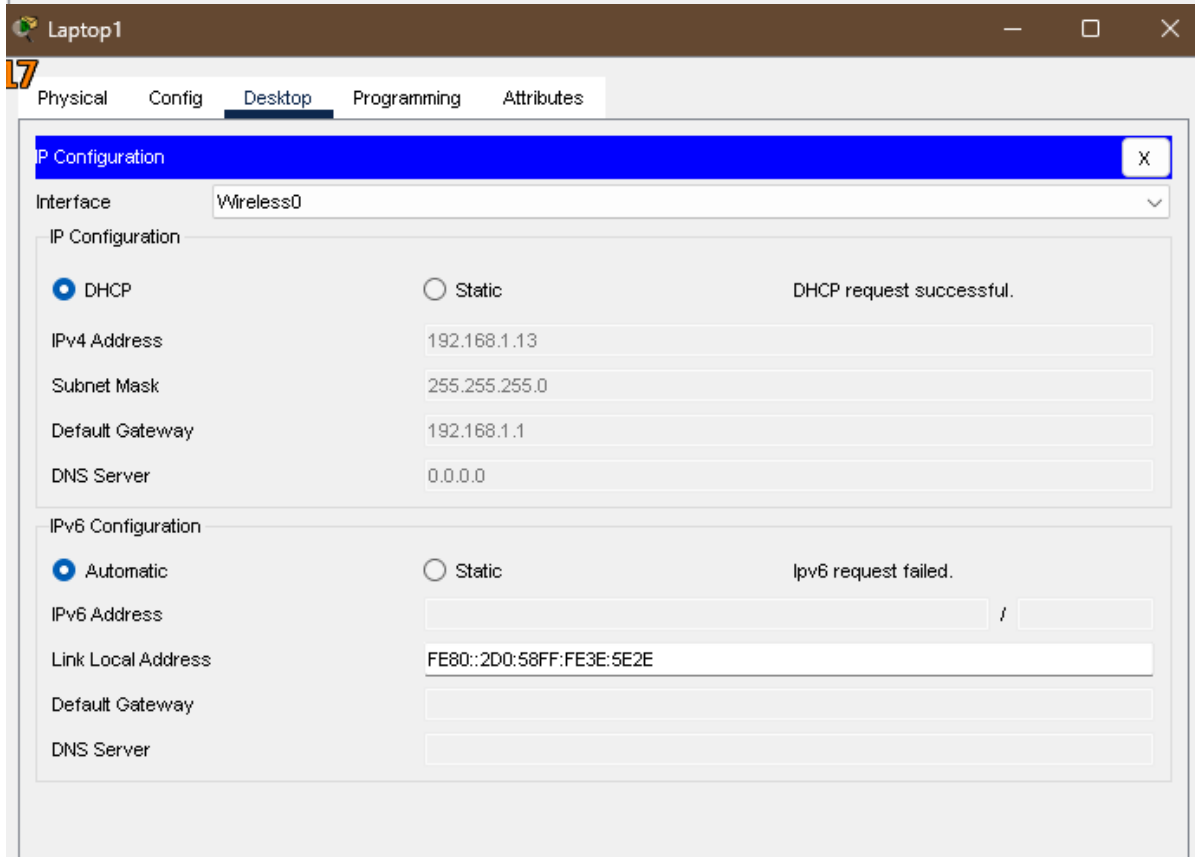 Laptop1
17
Physical Config Desktop Programming Attributes
IP Configuration X
Interface Wireless0
IP Configuration
DHCP Static DHCP request successful.
IPv4 Address 192.168.1.13
Subnet Mask 255.255.255.0
Default Gateway 192.168.1.1
DNS Server 0.0.0.0
IPv6 Configuration
Automatic Static Ipv6 request failed.
IPv6 Address /
Link Local Address FE80::2D0:58FF:FE3E:5E2E
Default Gateway
DNS Server